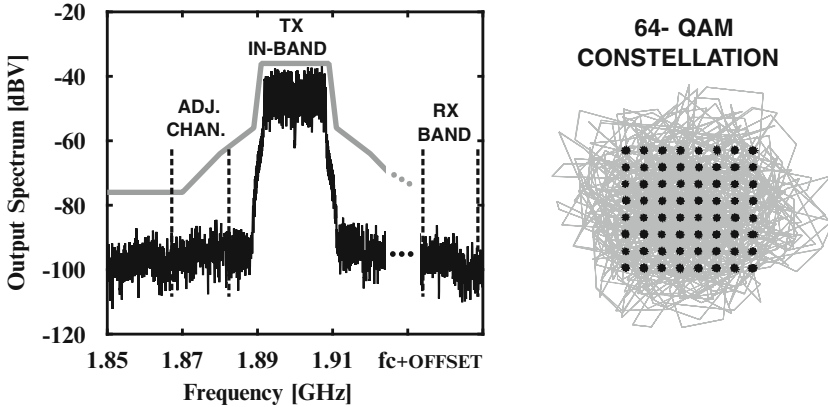 -20
-40
-60
-80
-100
-120
Output Spectrum [dBV]
TX
IN-BAND
ADJ.
CHAN.
RX
BAND
1.85
1.87
1.89
1.91
fc+OFFSET
Frequency [GHz]
64- QAM
CONSTELLATION